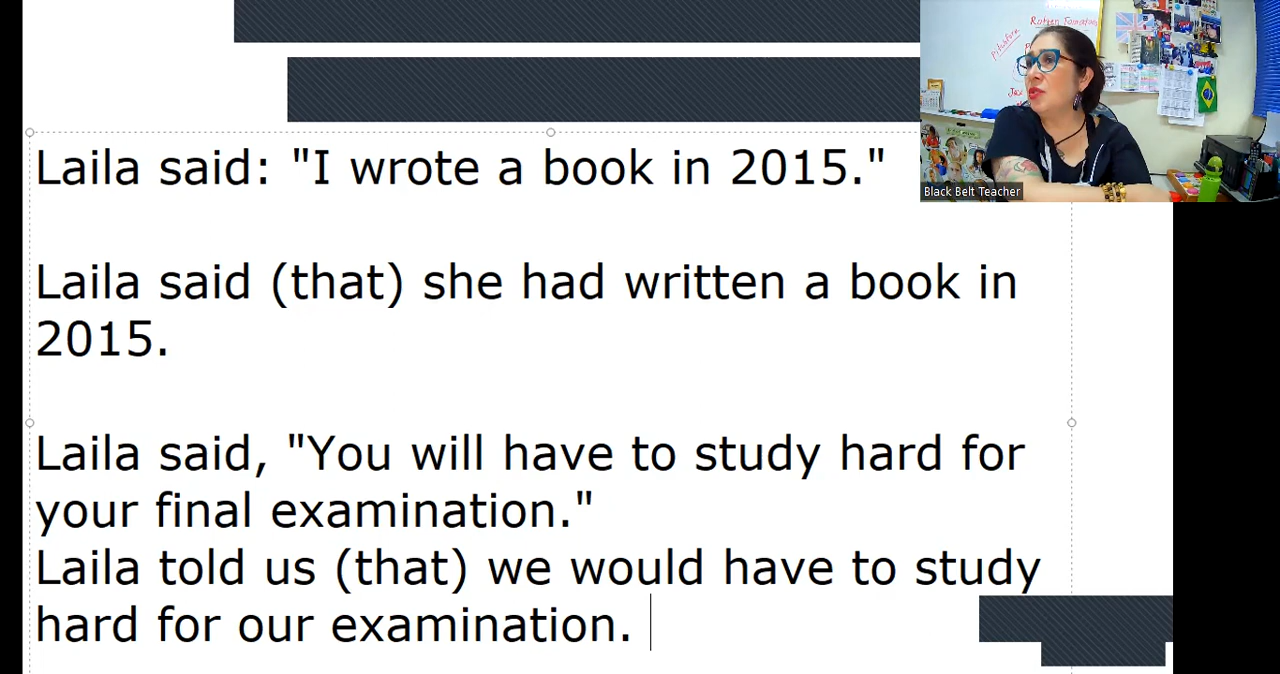 Laila said: "I wrote a book in 2015."
Laila said (that) she had written a book in
2015.
Laila said, "You will have to study hard for
your final examination."
Laila told us (that) we would have to study
hard for our examination.
Rotten Tomatoes
Black Belt Teacher